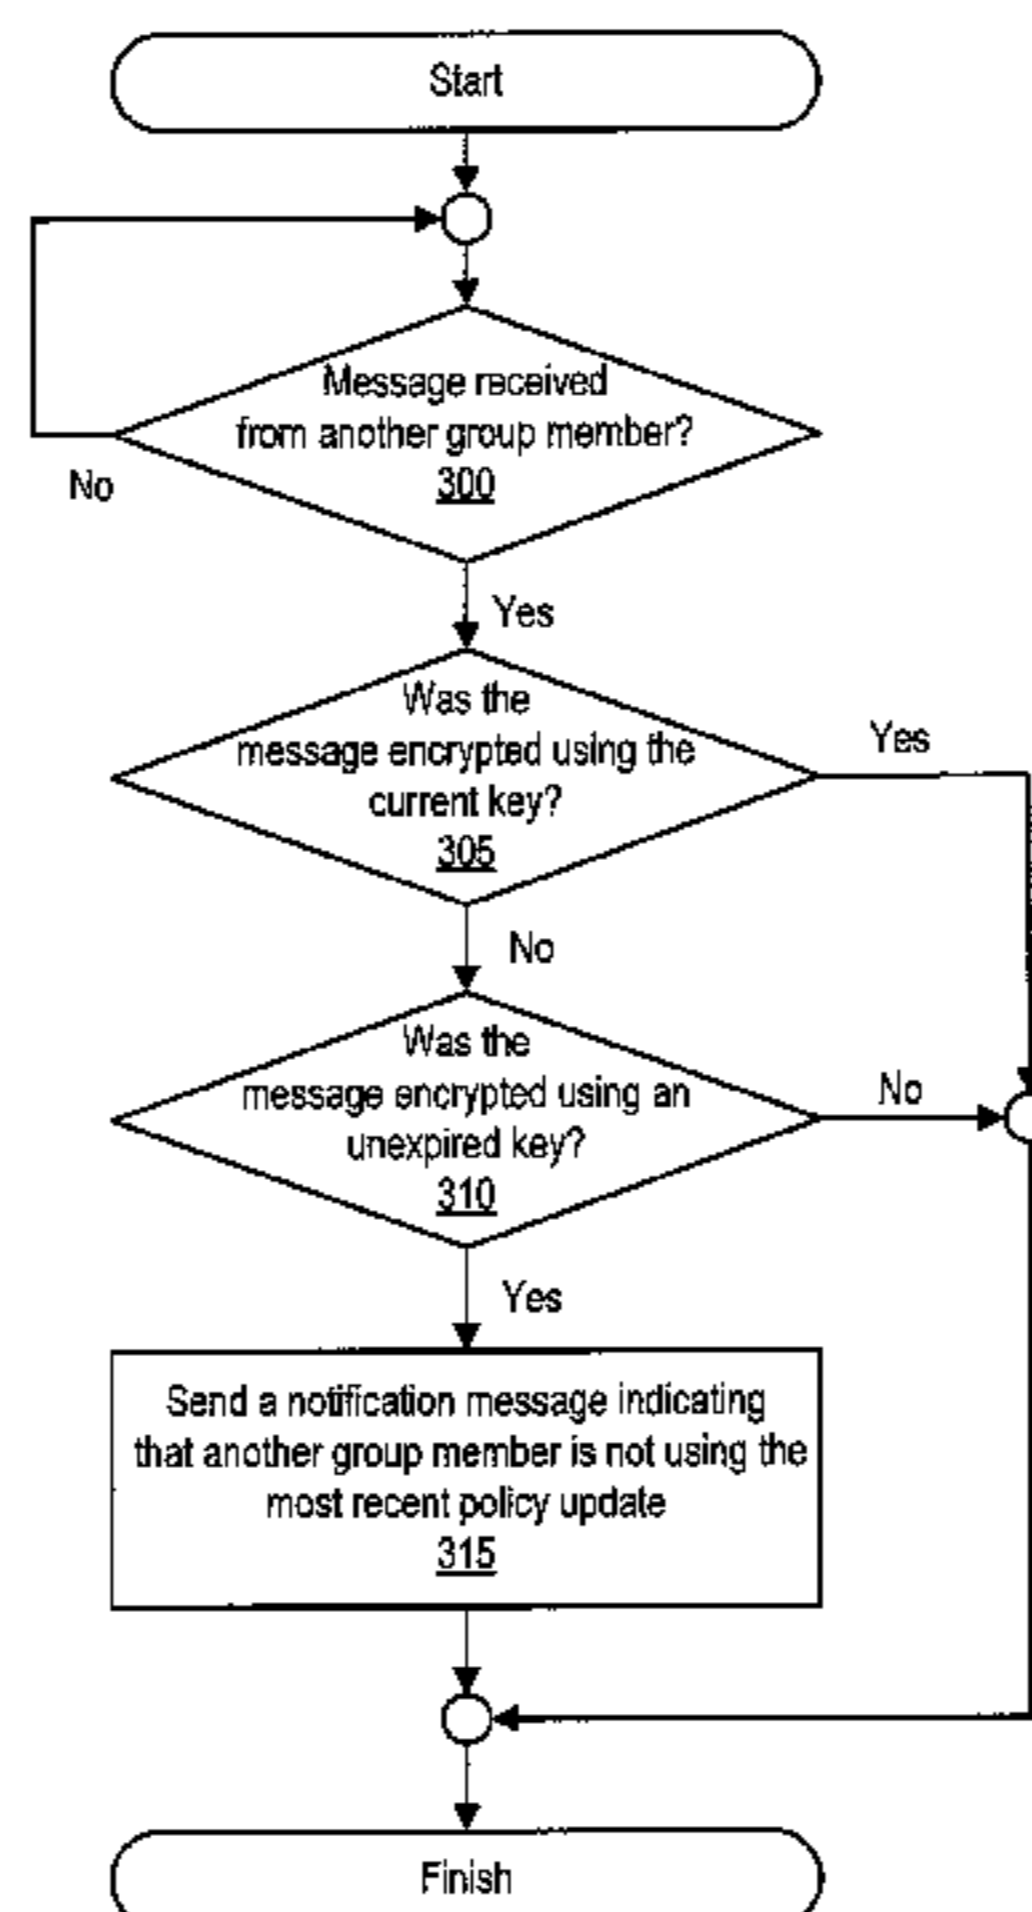 Start
Message received
from another group member?
300
No
Yes
Was the
message encrypted using the
current key?
305
Yes
No
Was the
message encrypted using an
unexpired key?
310
No
Yes
Send a notification message indicating
that another group member is not using the
most recent policy update
315
Finish